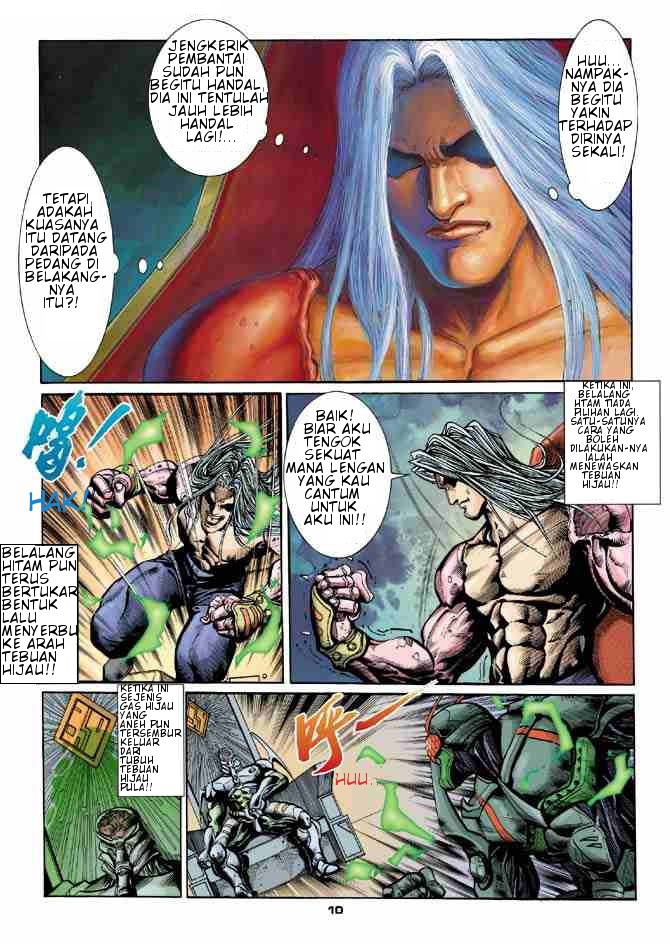 HUU...
NAMPAK-
NYA DIA
BEGITU
YAKIN
TERHADAP
DIRINYA
SEKALI!
JENGKERIK
PEMBANTAI
SUDAH PUN
BEGITU HANDAL,
DIA INI TENTULAH
JAUH LEBIH
HANDAL
LAGI!...
TETAPI,
ADAKAH
KUASANYA
ITU DATANG
DARIPADA
PEDANG DI
BELAKANG-
NYA
ITU?!
KETIKA INI,
BELALANG
HTAM TIADA
PILIHAN LAGI.
SATU-SATUNYA
CARA YANG
BOLEH
DILAKUKAN-NYA
IALAH
MENEWASKAN
TEBUAN
HIJAU!!
BAIK!
BIAR AKU
TENGOK
SEKUAT
MANA LENGAN
YANG KAU
CANTUM
UNTUK
AKU INI!!
HAK!
BELALANG
HITAM PUN
TERUS
BERTUKAR
BENTUK
LALU
MENYERBU
KE ARAH
TEBUAN
HIJAU!!
KETIKA INI
SEJENIS
GAS HIJAU
YANG
ANEH PUN
TERSEMBUR
KELUAR
DARI
TUBUH
TEBUAN
HIJAU
PULA!!
呼
HUU...
10